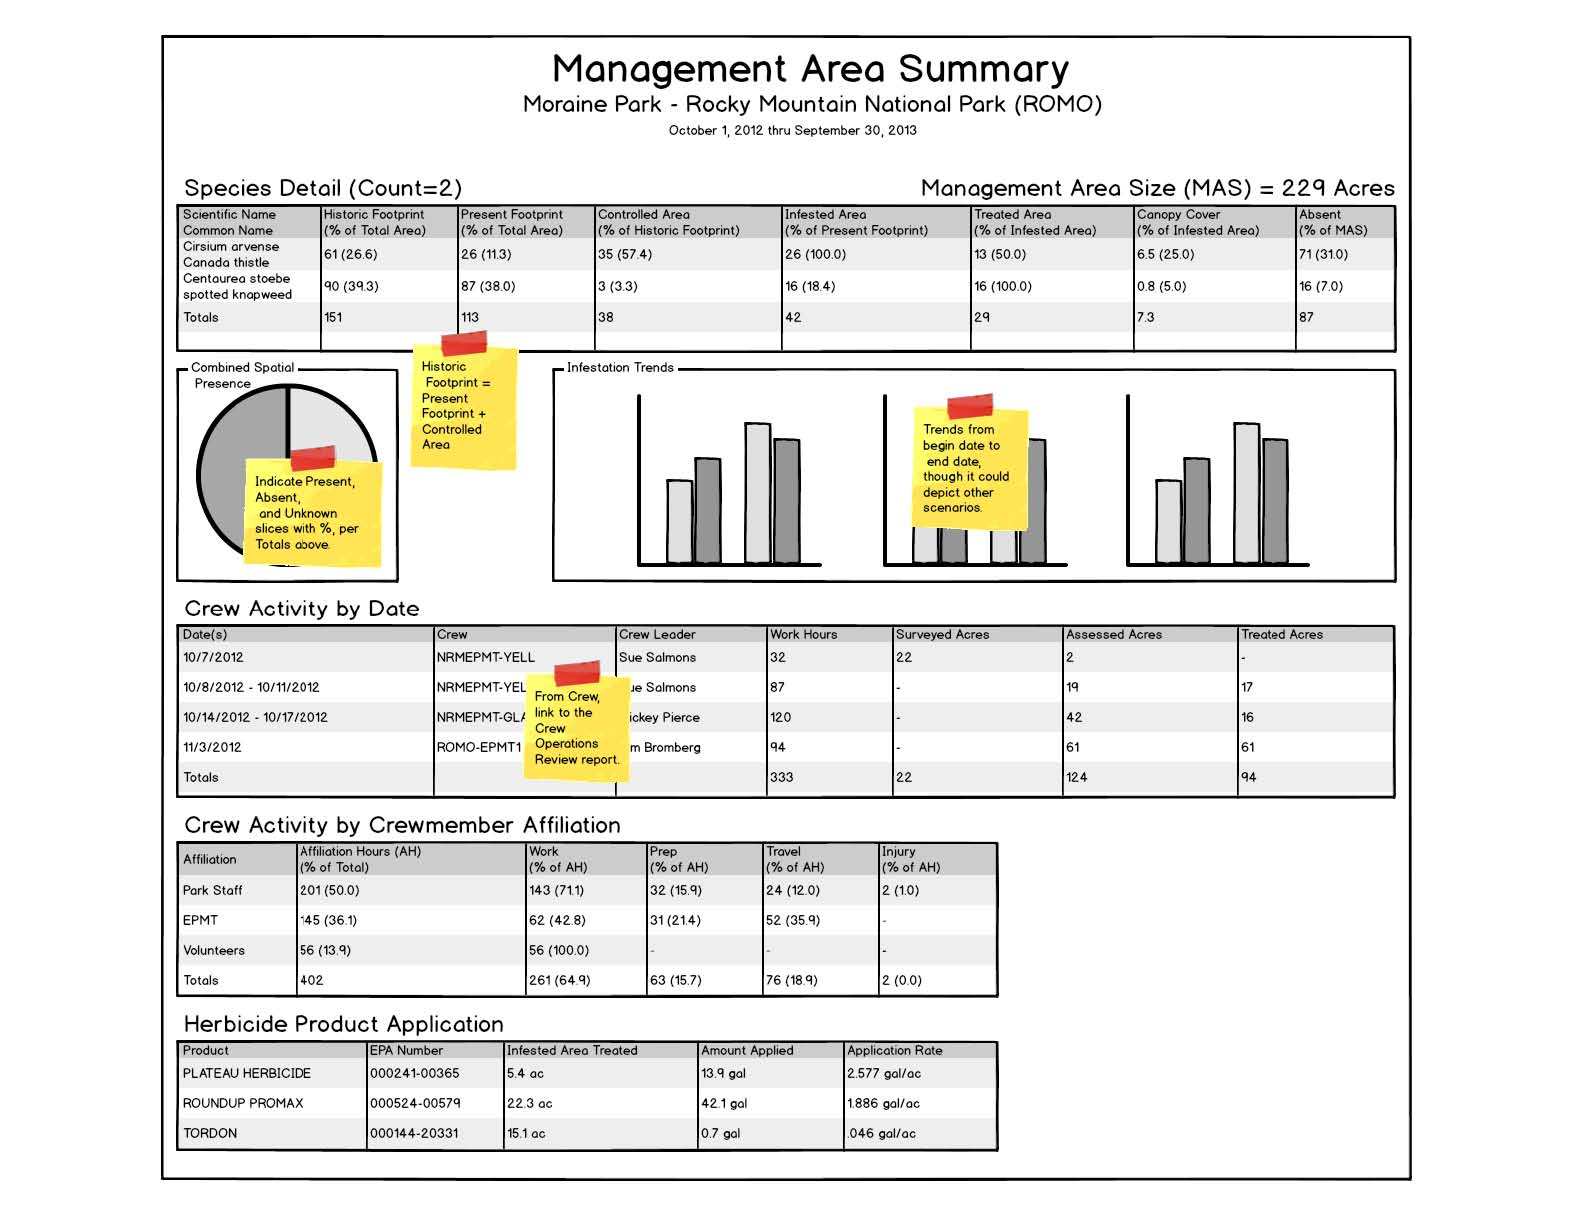 Management Area Summary
Moraine Park - Rocky Mountain National Park (ROMO)
October 1, 2012 thru September 30, 2013
Species Detail (Count=2) Management Area Size (MAS) = 229 Acres
Scientific Name Historic Footprint Present Footprint Controlled Area Infested Area Treated Area Canopy Cover Absent
Common Name (% of Total Area) (% of Total Area) (% of Historic Footprint) (% of Present Footprint) (% of Infested Area) (% of Infested Area) (% of MAS)
Cirsium arvense
Canada thistle 61 (26.6) 26 (11.3) 35 (57.4) 26 (100.0) 13 (50.0) 6.5 (25.0) 71 (31.0)
Centaurea stoebe
spotted knapweed 90 (39.3) 87 (38.0) 3 (3.3) 16 (18.4) 16 (100.0) 0.8 (5.0) 16 (7.0)
Totals 151 113 38 42 29 7.3 87
Combined Spatial
Presence
Indicate Present,
Absent,
and Unknown
slices with %, per
Totals above.
Historic
Footprint =
Present
Footprint +
Controlled
Area
Infestation Trends
Trends from
begin date to
end date,
though it could
depict other
scenarios.
Crew Activity by Date
Date(s) Crew Crew Leader Work Hours Surveyed Acres Assessed Acres Treated Acres
10/7/2012 NRMEPMT-YELL Sue Salmons 32 22 2 -
10/8/2012 - 10/11/2012 NRMEPMT-YEL ue Salmons 87 - 19 17
10/14/2012 - 10/17/2012 NRMEPMT-GLA ickey Pierce 120 - 42 16
11/3/2012 ROMO-EPMT1 m Bromberg 94 - 61 61
Totals 333 22 124 94
From Crew,
link to the
Crew
Operations
Review report.
Crew Activity by Crewmember Affiliation
Affiliation Affiliation Hours (AH) Work Prep Travel Injury
(% of Total) (% of AH) (% of AH) (% of AH) (% of AH)
Park Staff 201 (50.0) 143 (71.1) 32 (15.9) 24 (12.0) 2 (1.0)
EPMT 145 (36.1) 62 (42.8) 31 (21.4) 52 (35.9) -
Volunteers 56 (13.9) 56 (100.0) - - -
Totals 402 261 (64.9) 63 (15.7) 76 (18.9) 2 (0.0)
Herbicide Product Application
Product EPA Number Infested Area Treated Amount Applied Application Rate
PLATEAU HERBICIDE 000241-00365 5.4 ac 13.9 gal 2.577 gal/ac
ROUNDUP PROMAX 000524-00579 22.3 ac 42.1 gal 1.886 gal/ac
TORDON 000144-20331 15.1 ac 0.7 gal .046 gal/ac